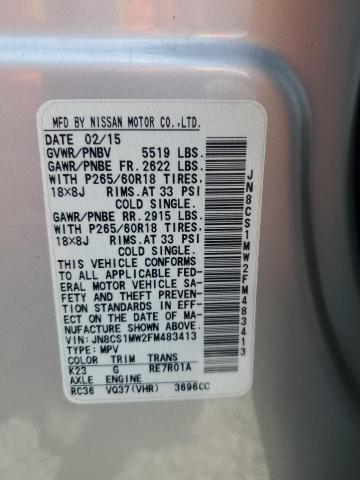 MFD BY NISSAN MOTOR CO.,LTD.
DATE 02/15
GVWR/PNBV 5519 LBS.
GAWR/PNBE FR. 2622 LBS.
WITH P265/60R18 TIRES.
18X8J RIMS.AT 33 PSI
COLD SINGLE.
GAWR/PNBE RR. 2915 LBS.
WITH P265/60R18 TIRES.
18X8J RIMS.AT 33 PSI
COLD SINGLE.
THIS VEHICLE CONFORMS
TO ALL APPLICABLE FED-
ERAL MOTOR VEHICLE SA-
FETY AND THEFT PREVEN-
TION STANDARDS IN EFF-
ECT ON THE DATE OF MA-
NUFACTURE SHOWN ABOVE.
VIN:JN8CS1MW2FM483413
TYPE:MPV
COLOR TRIM TRANS
K23 G RE7R01A
AXLE ENGINE
RC36 VQ37(VHR) 3696CC
JN8CS1MW2FM483413